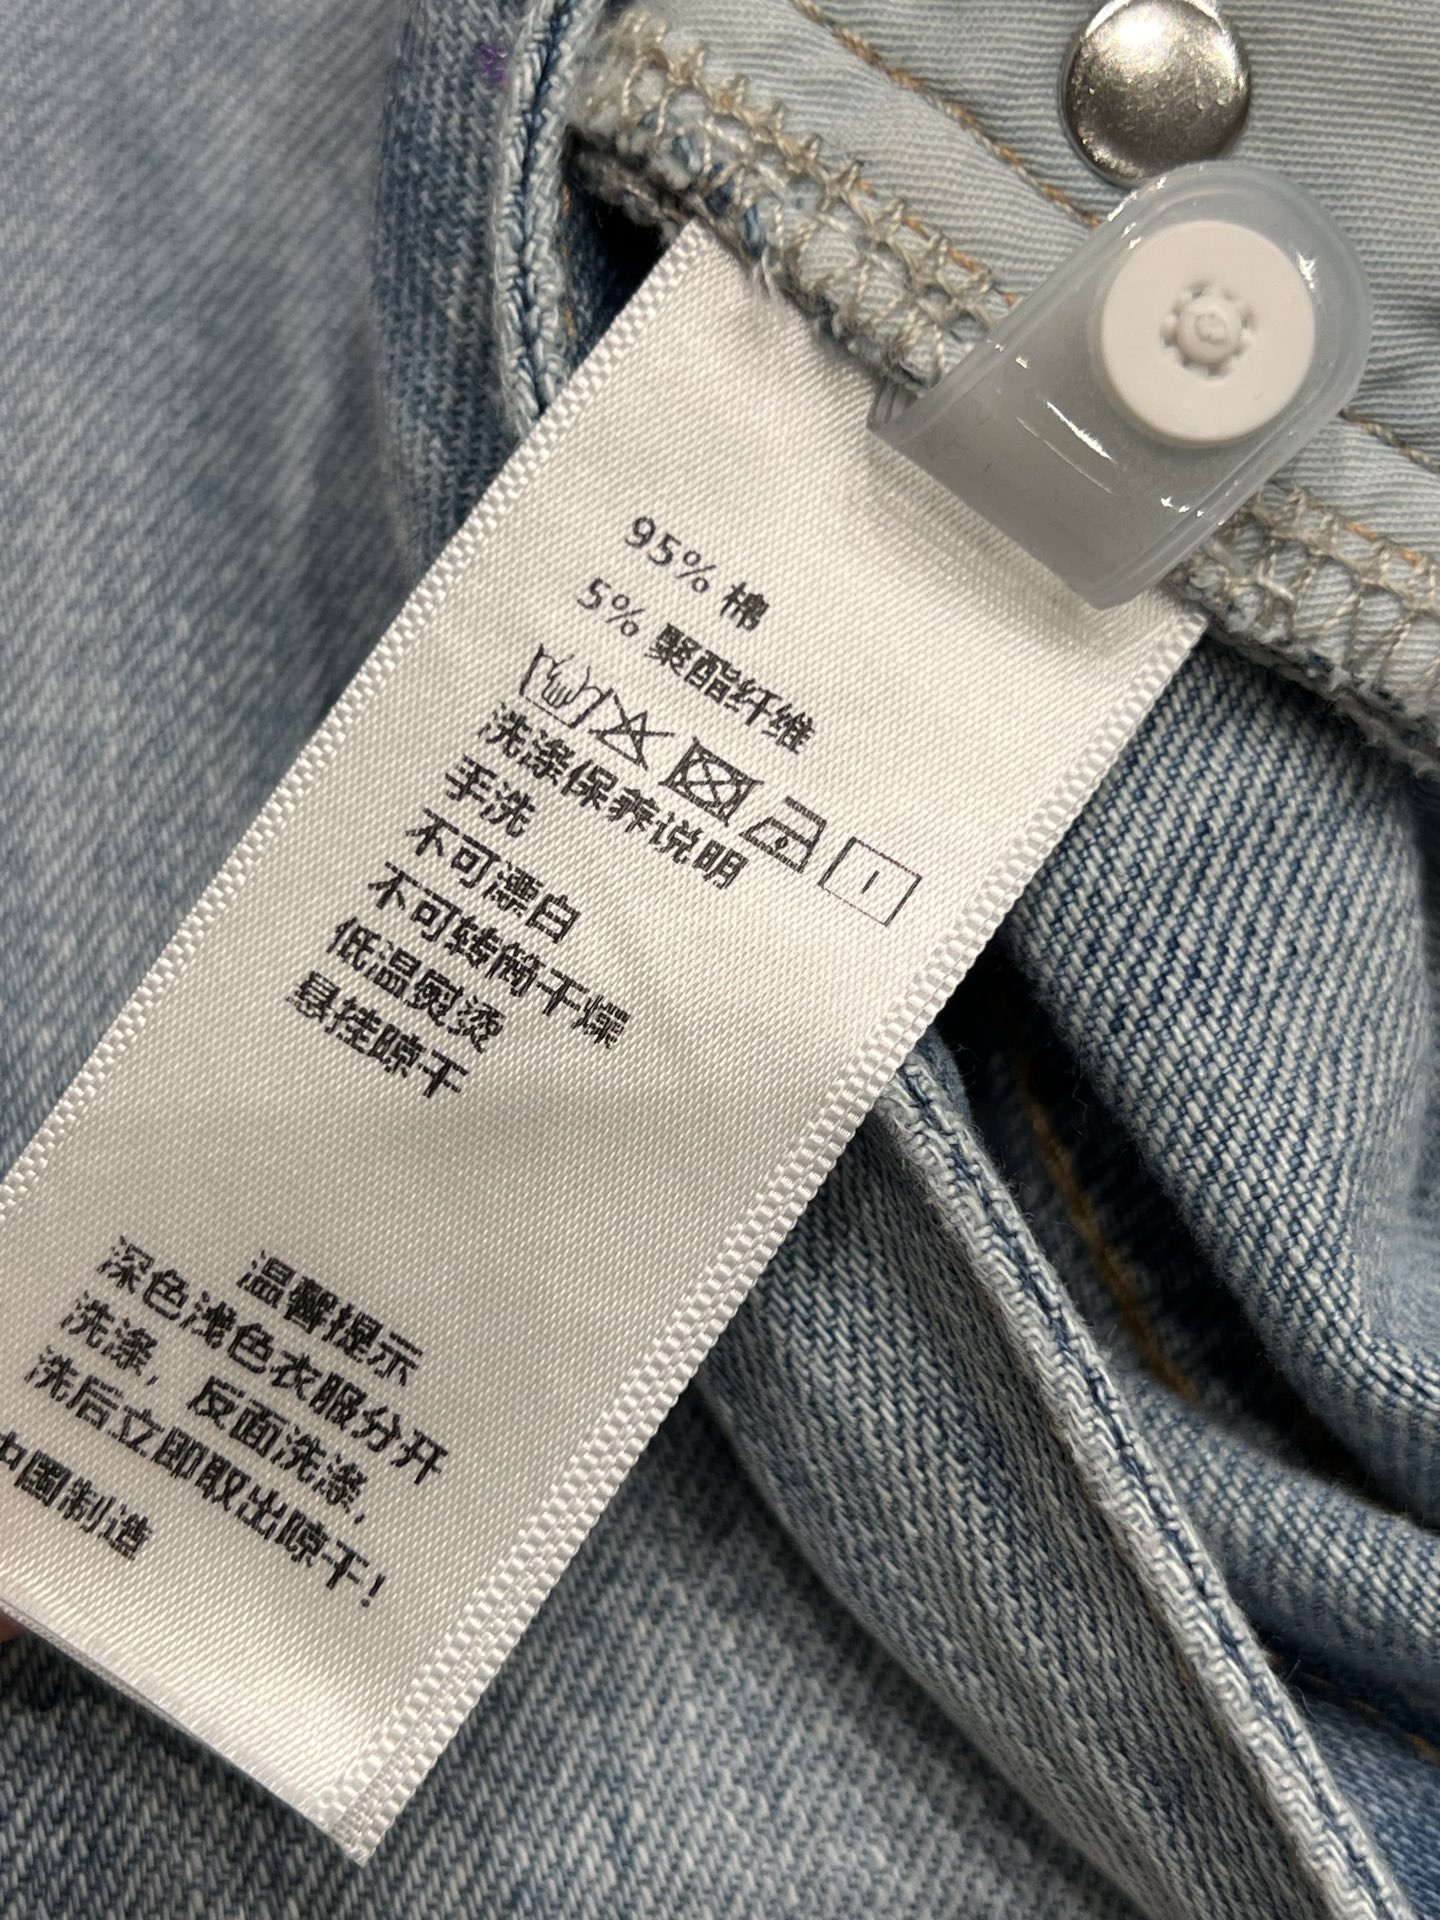 95% 棉
5% 聚酯纤维
洗涤保养说明
手洗
不可漂白
不可转筒干燥
低温熨烫
悬挂晾干
温馨提示
深色浅色衣服分开
洗涤，反面洗涤，
洗后立即取出晾干！
中国制造